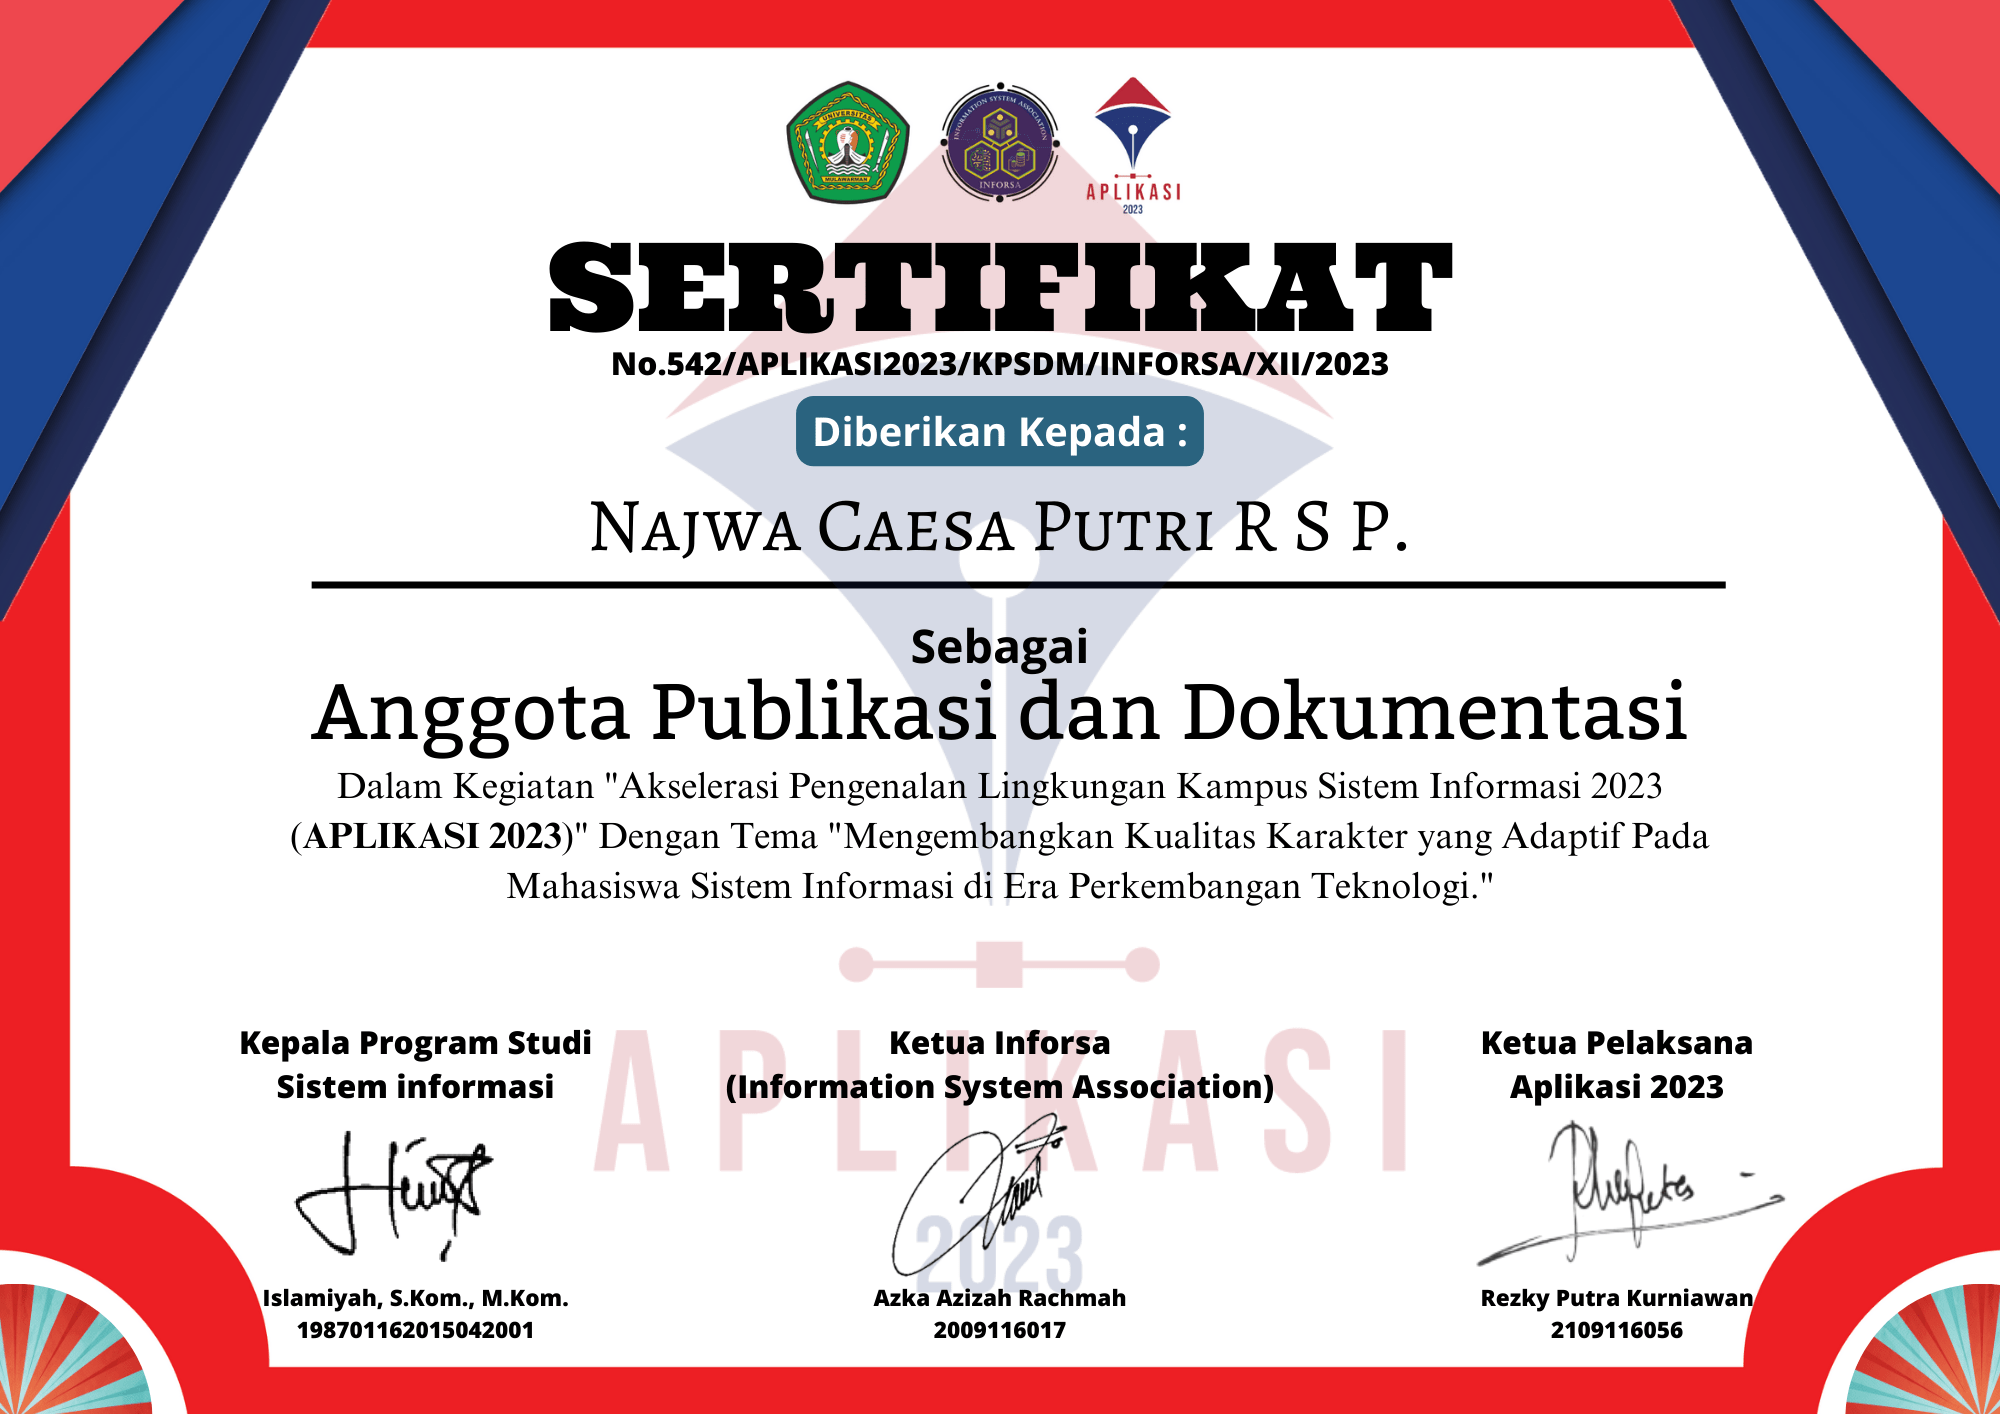 UNIVERSITAS
MULAWARMAN
INFORMATION SYSTEM ASSOCIATION
INFORSA
APLIKASI
2023
SERTIFIKAT
No.542/APLIKASI2023/KPSDM/INFORSA/XII/2023
Diberikan Kepada :
Najwa Caesa Putri R S P.
Sebagai
Anggota Publikasi dan Dokumentasi
Dalam Kegiatan "Akselerasi Pengenalan Lingkungan Kampus Sistem Informasi 2023
(APLIKASI 2023)" Dengan Tema "Mengembangkan Kualitas Karakter yang Adaptif Pada
Mahasiswa Sistem Informasi di Era Perkembangan Teknologi."
APLIKASI
2023
Kepala Program Studi
Sistem informasi
Islamiyah, S.Kom., M.Kom.
198701162015042001
Ketua Inforsa
(Information System Association)
Azka Azizah Rachmah
2009116017
Ketua Pelaksana
Aplikasi 2023
Rezky Putra Kurniawan
2109116056